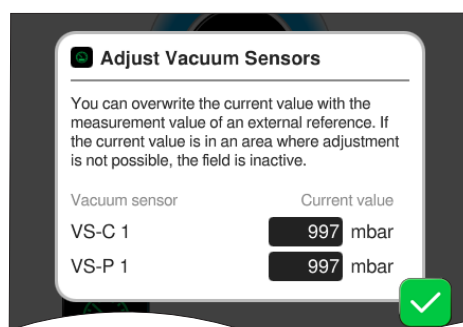 Adjust Vacuum Sensors
You can overwrite the current value with the
measurement value of an external reference. If
the current value is in an area where adjustment
is not possible, the field is inactive.
Vacuum sensor Current value
VS-C 1 997 mbar
VS-P 1 997 mbar